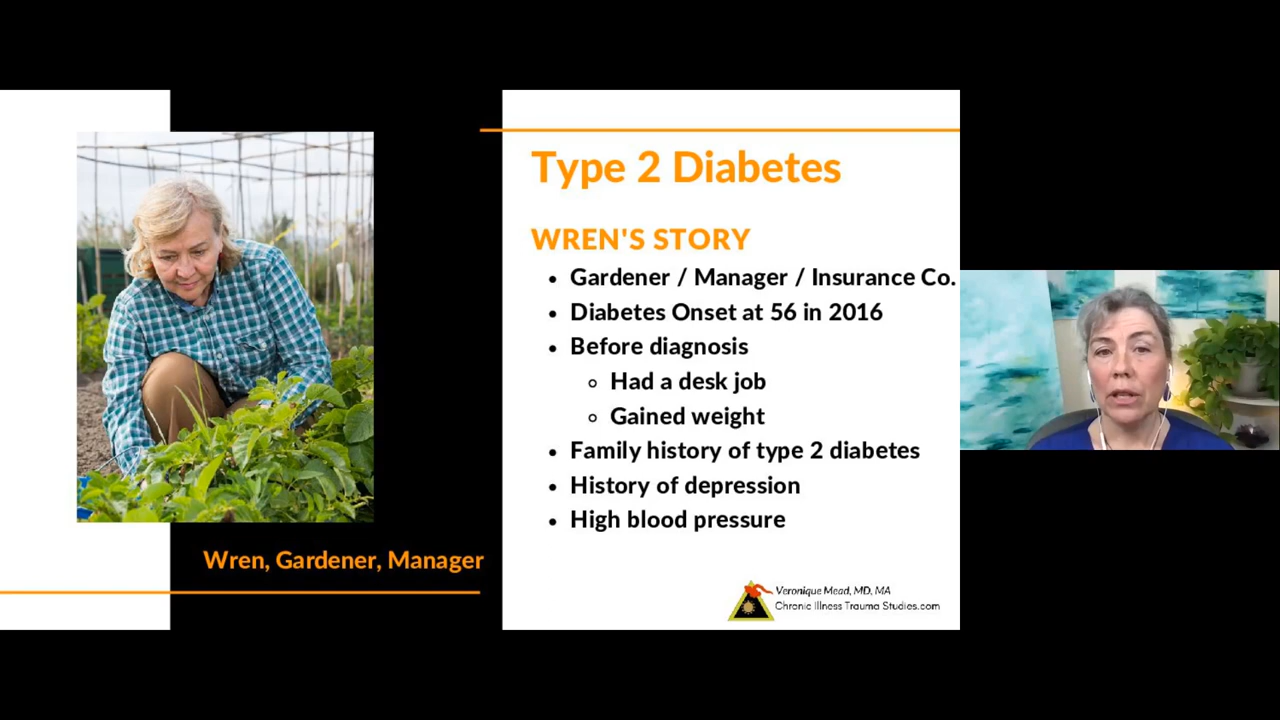 Type 2 Diabetes
WREN'S STORY
• Gardener / Manager / Insurance Co.
• Diabetes Onset at 56 in 2016
• Before diagnosis
◦ Had a desk job
◦ Gained weight
• Family history of type 2 diabetes
• History of depression
• High blood pressure
Wren, Gardener, Manager
Veronique Mead, MD, MA
Chronic Illness Trauma Studies.com